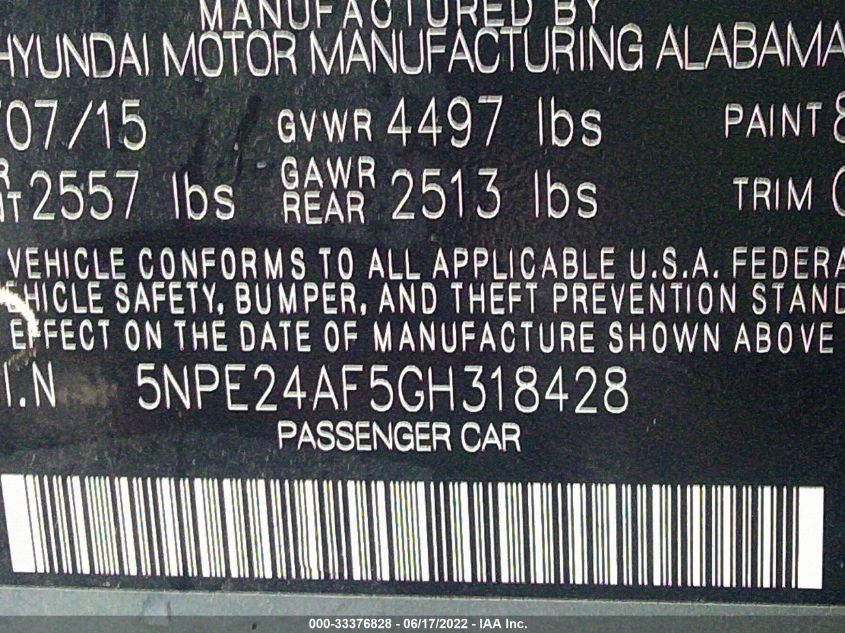 MANUFACTURED BY
HYUNDAI MOTOR MANUFACTURING ALABAMA
07/15 GVWR 4497 lbs PAINT 8
2557 lbs GAWR REAR 2513 lbs TRIM
VEHICLE CONFORMS TO ALL APPLICABLE U.S.A. FEDERA
HICLE SAFETY, BUMPER, AND THEFT PREVENTION STAND
EFFECT ON THE DATE OF MANUFACTURE SHOWN ABOVE
I.N 5NPE24AF5GH318428
PASSENGER CAR
000-33376828 - 06/17/2022 - IAA Inc.